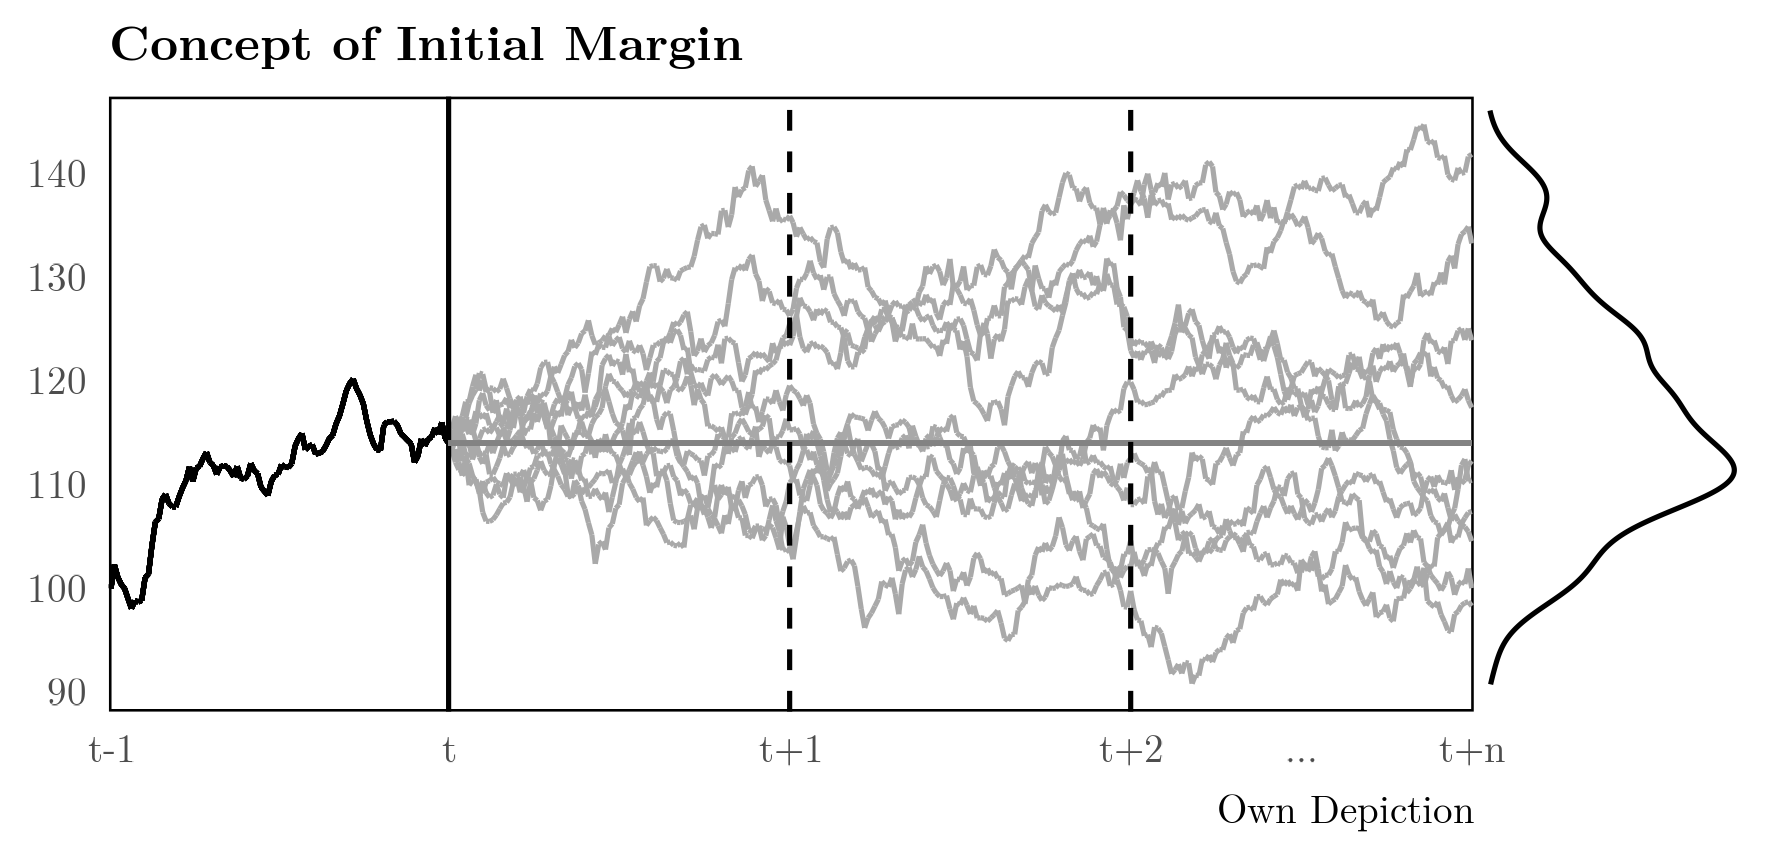 Concept of Initial Margin
140
130
120
110
100
90
t-1 t t+1 t+2 ... t+n
Own Depiction